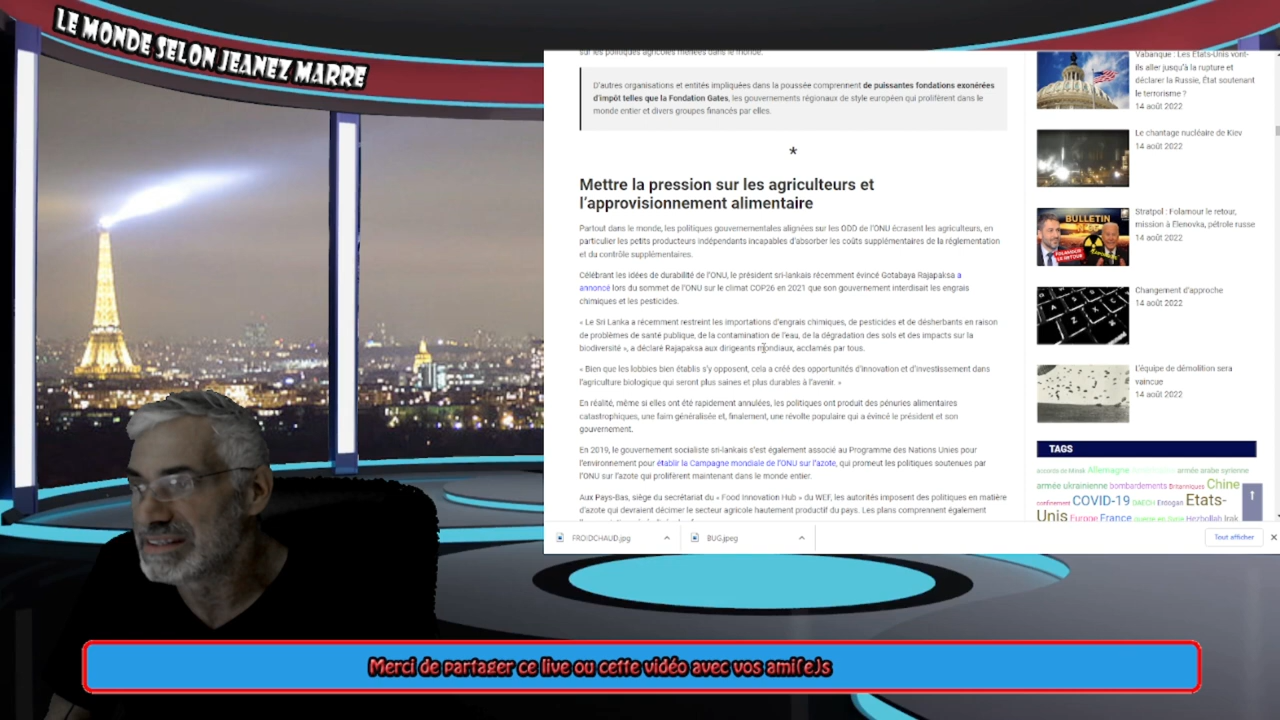 LE MONDE SELON JEANEZ MARRE
sur les politiques agricoles menées dans le monde.
D'autres organisations et entités impliquées dans la poussée comprennent de puissantes fondations exonérées
d'impôt telles que la Fondation Gates, les gouvernements régionaux de style européen qui prolifèrent dans le
monde entier et divers groupes financés par elles.
*
Mettre la pression sur les agriculteurs et
l'approvisionnement alimentaire
Partout dans le monde, les politiques gouvernementales alignées sur les ODD de l'ONU écrasent les agriculteurs, en
particulier les petits producteurs indépendants incapables d'absorber les coûts supplémentaires de la réglementation
et du contrôle supplémentaires.
Célébrant les idées de durabilité de l'ONU, le président sri-lankais récemment évincé Gotabaya Rajapaksa a
annoncé lors du sommet de l'ONU sur le climat COP26 en 2021 que son gouvernement interdisait les engrais
chimiques et les pesticides.
« Le Sri Lanka a récemment restreint les importations d'engrais chimiques, de pesticides et de désherbants en raison
de problèmes de santé publique, de la contamination de l'eau, de la dégradation des sols et des impacts sur la
biodiversité », a déclaré Rajapaksa aux dirigeants mondiaux, acclamés par tous.
« Bien que les lobbies bien établis s'y opposent, cela a créé des opportunités d'innovation et d'investissement dans
l'agriculture biologique qui seront plus saines et plus durables à l'avenir. »
En réalité, même si elles ont été rapidement annulées, les politiques ont produit des pénuries alimentaires
catastrophiques, une faim généralisée et, finalement, une révolte populaire qui a évincé le président et son
gouvernement.
En 2019, le gouvernement socialiste sri-lankais s'est également associé au Programme des Nations Unies pour
l'environnement pour établir la Campagne mondiale de l'ONU sur l'azote, qui promeut les politiques soutenues par
l'ONU sur l'azote qui prolifèrent maintenant dans le monde entier.
Aux Pays-Bas, siège du secrétariat du « Food Innovation Hub » du WEF, les autorités imposent des politiques en matière
d'azote qui devraient décimer le secteur agricole hautement productif du pays. Les plans comprennent également
Vabanque : Les États-Unis vont-
ils aller jusqu'à la rupture et
déclarer la Russie, État soutenant
le terrorisme ?
14 août 2022
Le chantage nucléaire de Kiev
14 août 2022
BULLETIN
FOLAMOUR
LE RETOUR
Stratpol : Folamour le retour,
mission à Elenovka, pétrole russe
14 août 2022
Changement d'approche
14 août 2022
L'équipe de démolition sera
vaincue
14 août 2022
TAGS
accords de Minsk Allemagne armée arabe syrienne
armée ukrainienne bombardements Britanniques Chine
confinement COVID-19 DAECH Erdogan Etats-
Unis Europe France guerre en Syrie Hezbollah Irak
FROIDCHAUD.jpg
BUG.jpeg
Tout afficher
Merci de partager ce live ou cette vidéo avec vos ami(e)s